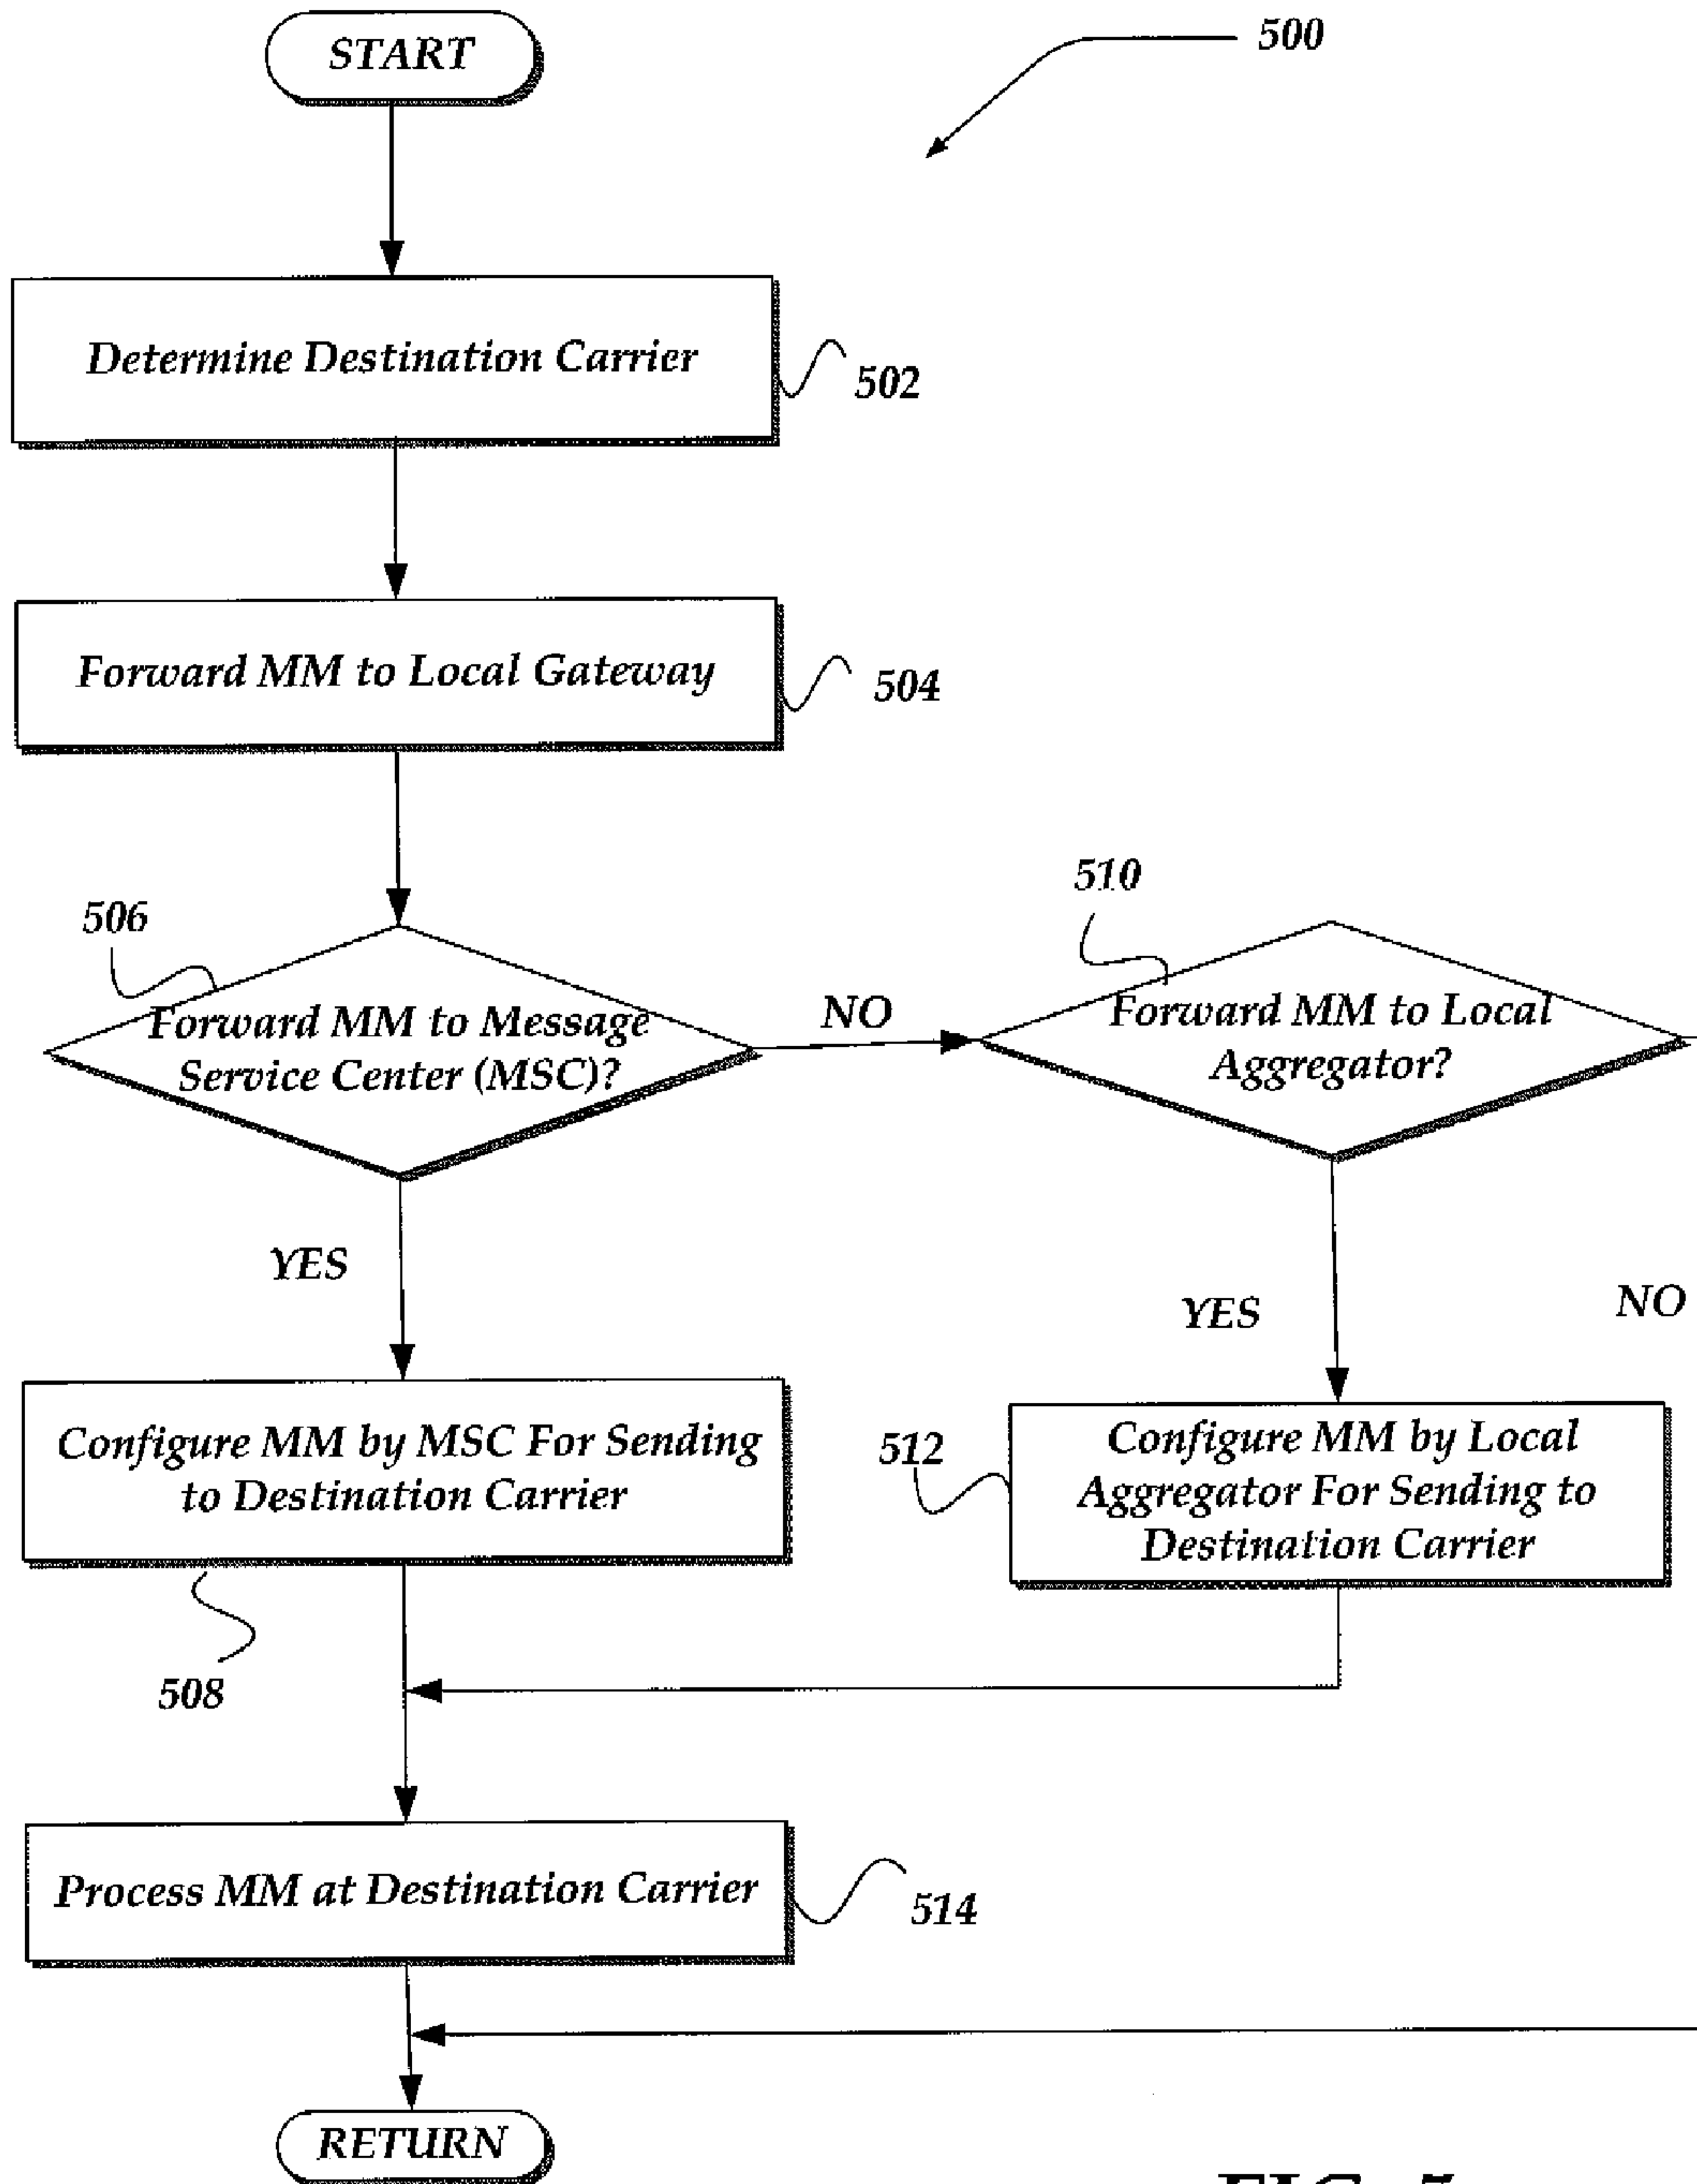 START
500
Determine Destination Carrier
502
Forward MM to Local Gateway
504
506
Forward MM to Message
Service Center (MSC)?
NO
510
Forward MM to Local
Aggregator?
YES
YES
NO
Configure MM by MSC For Sending
to Destination Carrier
508
512
Configure MM by Local
Aggregator For Sending to
Destination Carrier
Process MM at Destination Carrier
514
RETURN